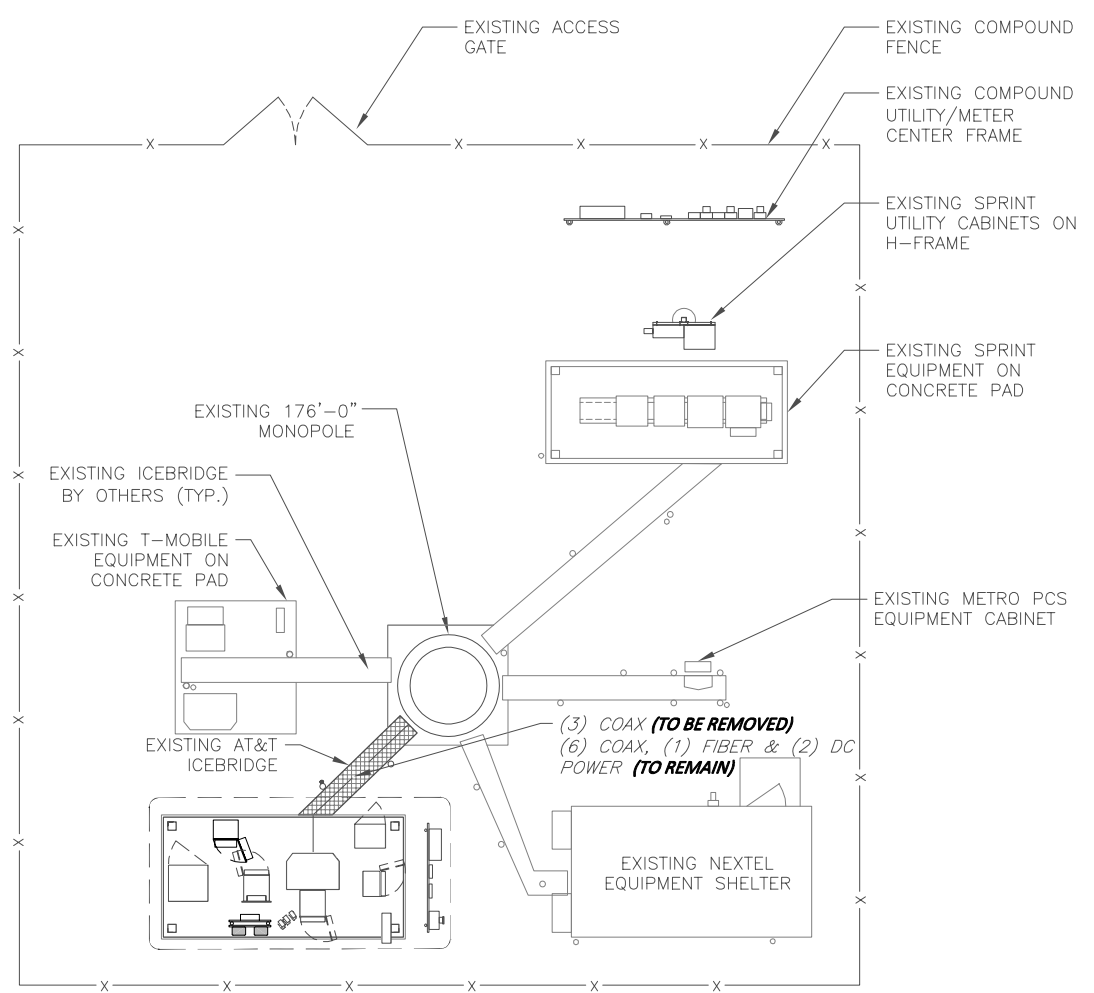 EXISTING ACCESS
GATE
EXISTING COMPOUND
FENCE
EXISTING COMPOUND
UTILITY/METER
CENTER FRAME
EXISTING SPRINT
UTILITY CABINETS ON
H-FRAME
EXISTING SPRINT
EQUIPMENT ON
CONCRETE PAD
EXISTING 176'-0"
MONOPOLE
EXISTING ICEBRIDGE
BY OTHERS (TYP.)
EXISTING T-MOBILE
EQUIPMENT ON
CONCRETE PAD
EXISTING METRO PCS
EQUIPMENT CABINET
EXISTING AT&T
ICEBRIDGE
(3) COAX (TO BE REMOVED)
(6) COAX, (1) FIBER & (2) DC
POWER (TO REMAIN)
EXISTING NEXTEL
EQUIPMENT SHELTER